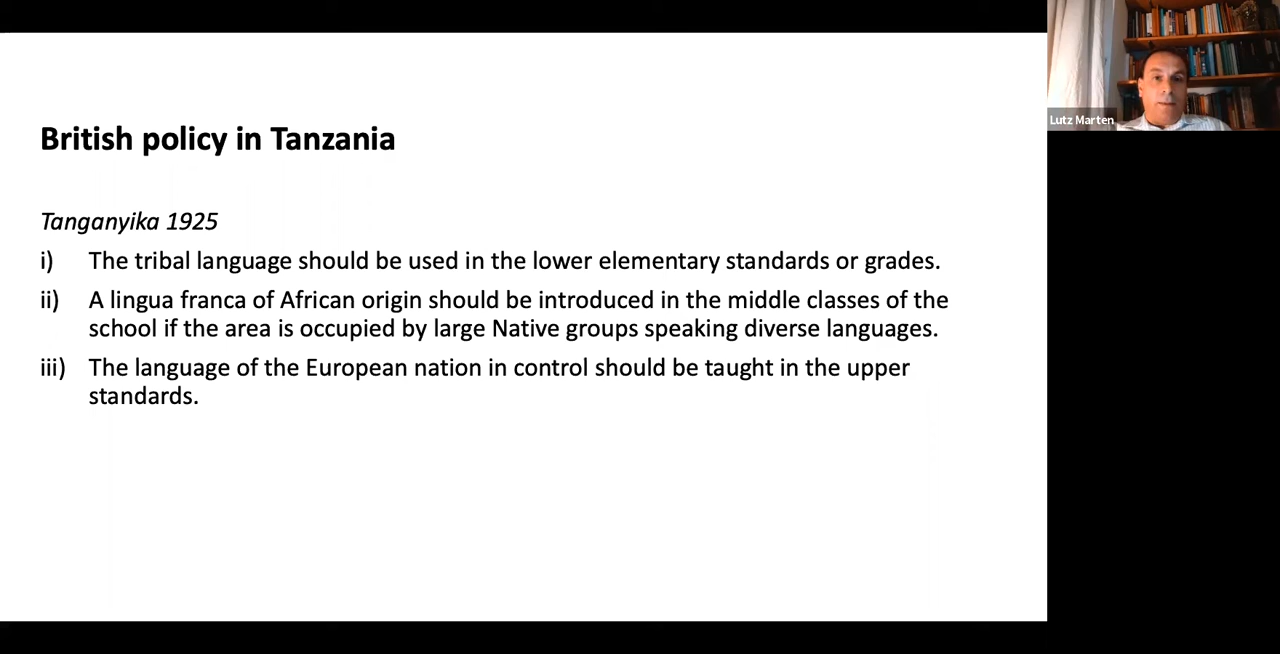 British policy in Tanzania
Tanganyika 1925
i) The tribal language should be used in the lower elementary standards or grades.
ii) A lingua franca of African origin should be introduced in the middle classes of the
school if the area is occupied by large Native groups speaking diverse languages.
iii) The language of the European nation in control should be taught in the upper
standards.
Lutz Marten